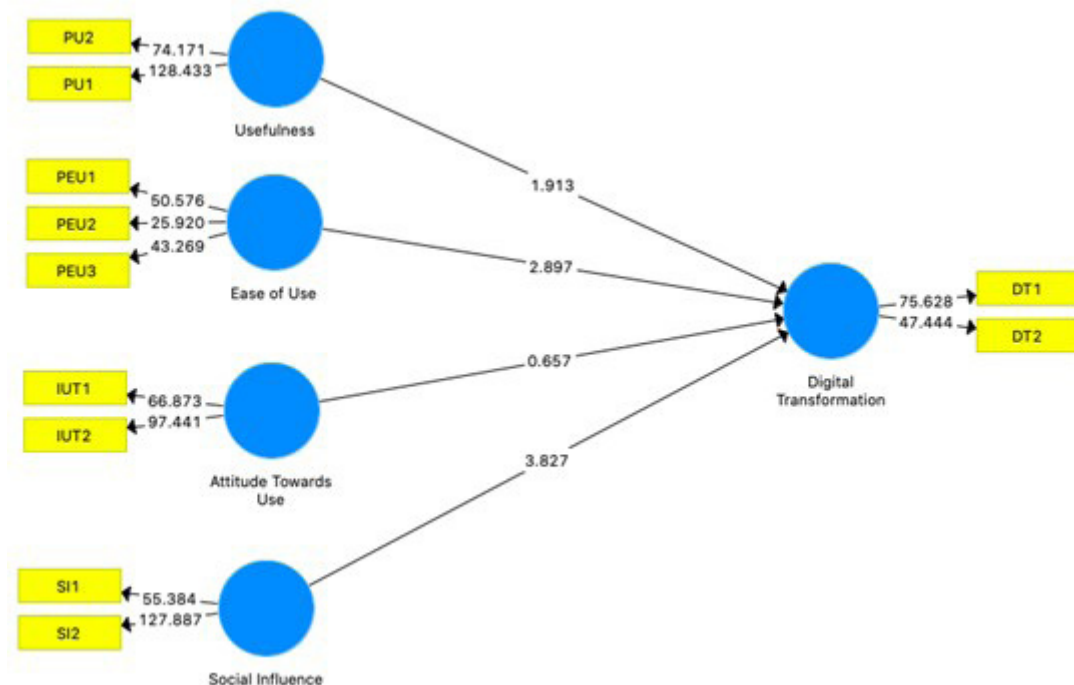 PU2
74.171
PU1
128.433
Usefulness
1.913
PEU1
50.576
PEU2
25.920
PEU3
43.269
Ease of Use
2.897
DT1
75.628
DT2
47.444
Digital
Transformation
IUT1
66.873
IUT2
97.441
0.657
Attitude Towards
Use
3.827
SI1
55.384
SI2
127.887
Social Influence